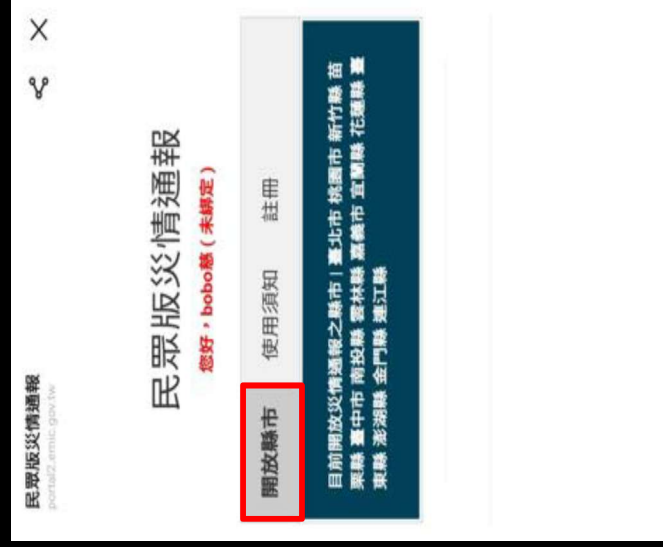 民眾版災情通報
portal2.emic.gov.tw
民眾版災情通報
您好，bobo慈（未綁定）
開放縣市 使用須知 註冊
目前開放災情通報之縣市 | 臺北市 桃園市 新竹縣 苗
栗縣 臺中市 南投縣 雲林縣 嘉義市 宜蘭縣 花蓮縣 臺
東縣 澎湖縣 金門縣 連江縣